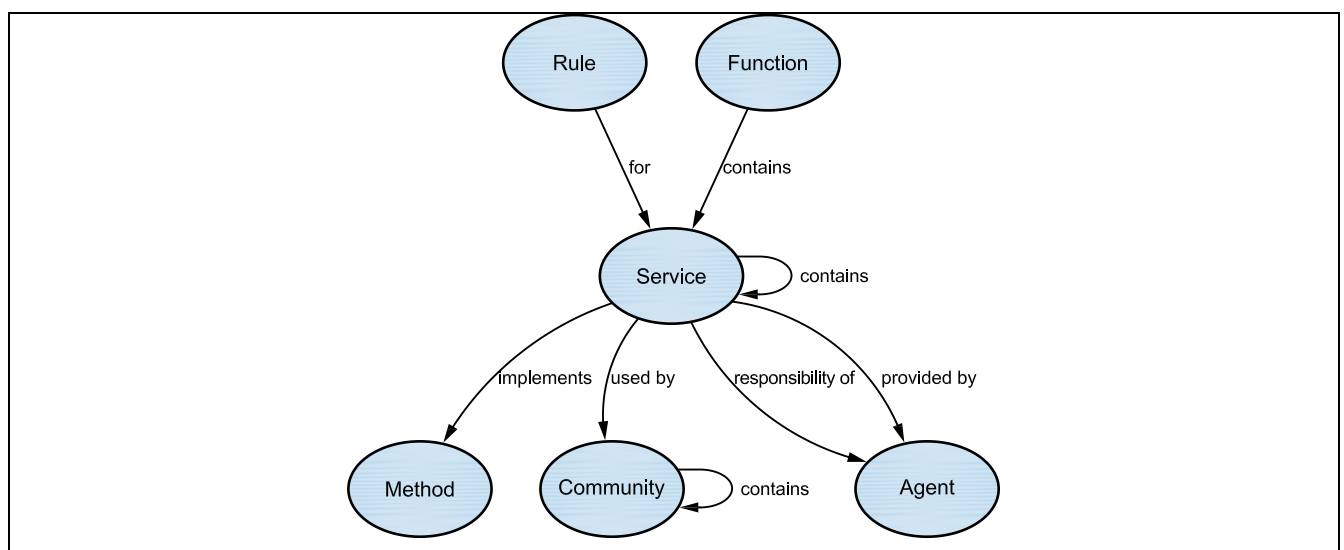 Rule
Function
for
contains
Service
contains
implements
used by
responsibility of
provided by
Method
Community
contains
Agent